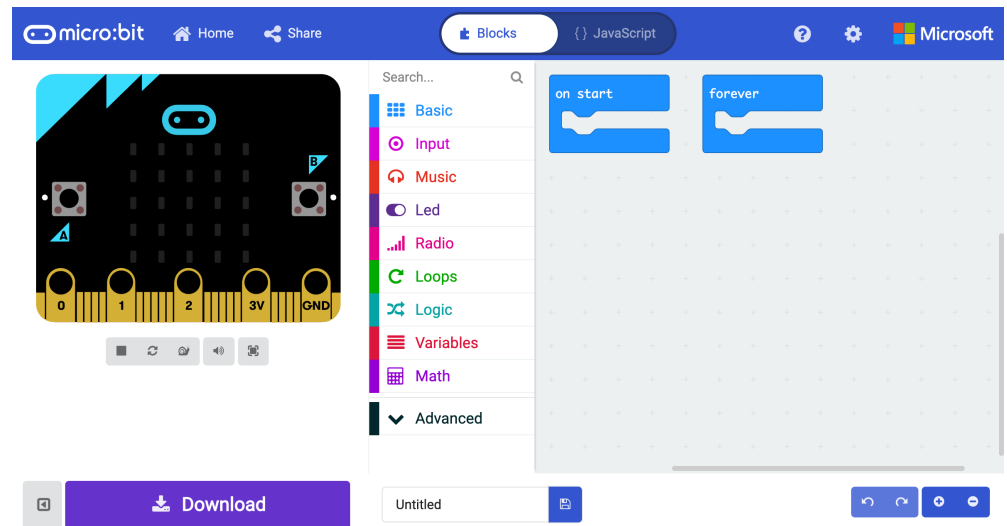 micro:bit Home Share Blocks {} JavaScript ? Microsoft
Search...
Basic
Input
Music
Led
Radio
Loops
Logic
Variables
Math
Advanced
B
A
0 1 2 3V GND
on start
forever
Download
Untitled